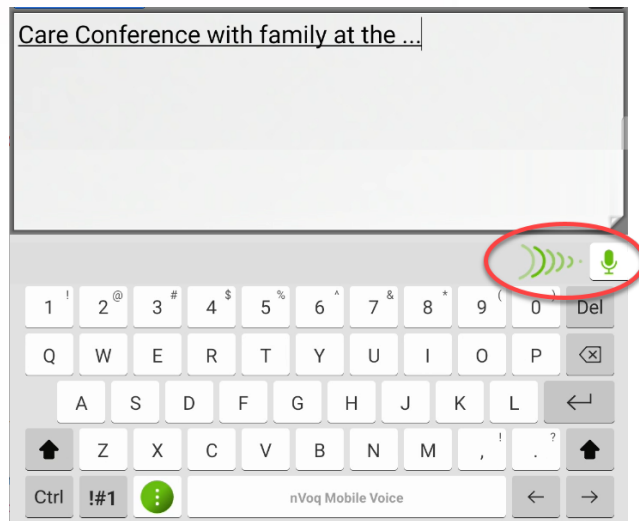 Care Conference with family at the ...
1 ! 2 @ 3 # 4 $ 5 % 6 ^ 7 & 8 * 9 ( 0 ) Del
Q W E R T Y U I O P
A S D F G H J K L
Z X C V B N M , ! . ?
Ctrl !#1 nVoq Mobile Voice ← →